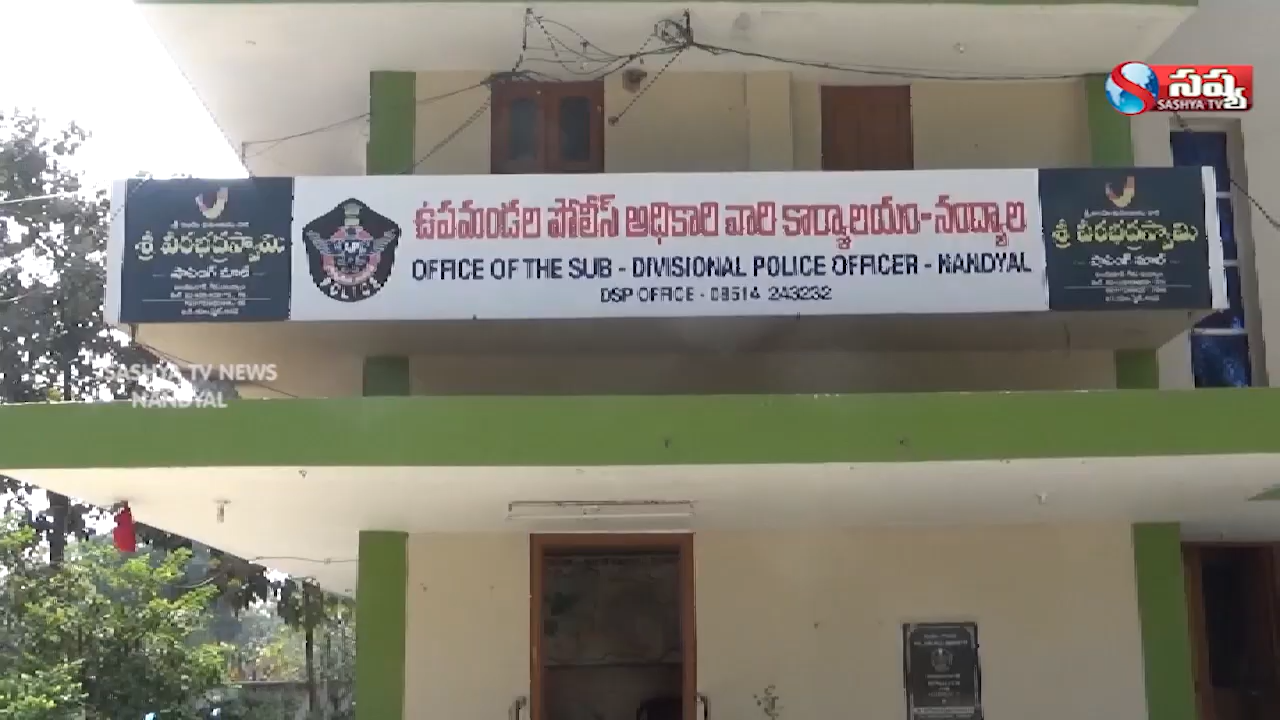 సష్య
SASHYA TV
శ్రీ వీరభద్రస్వామి
షాపింగ్ మాల్
POLICE
ఉపమండల పోలీస్ అధికారి వారి కార్యాలయం-నంద్యాల
OFFICE OF THE SUB - DIVISIONAL POLICE OFFICER - NANDYAL
DSP OFFICE - 08514 243232
శ్రీ వీరభద్రస్వామి
షాపింగ్ మాల్
SASHYA TV NEWS
NANDYAL